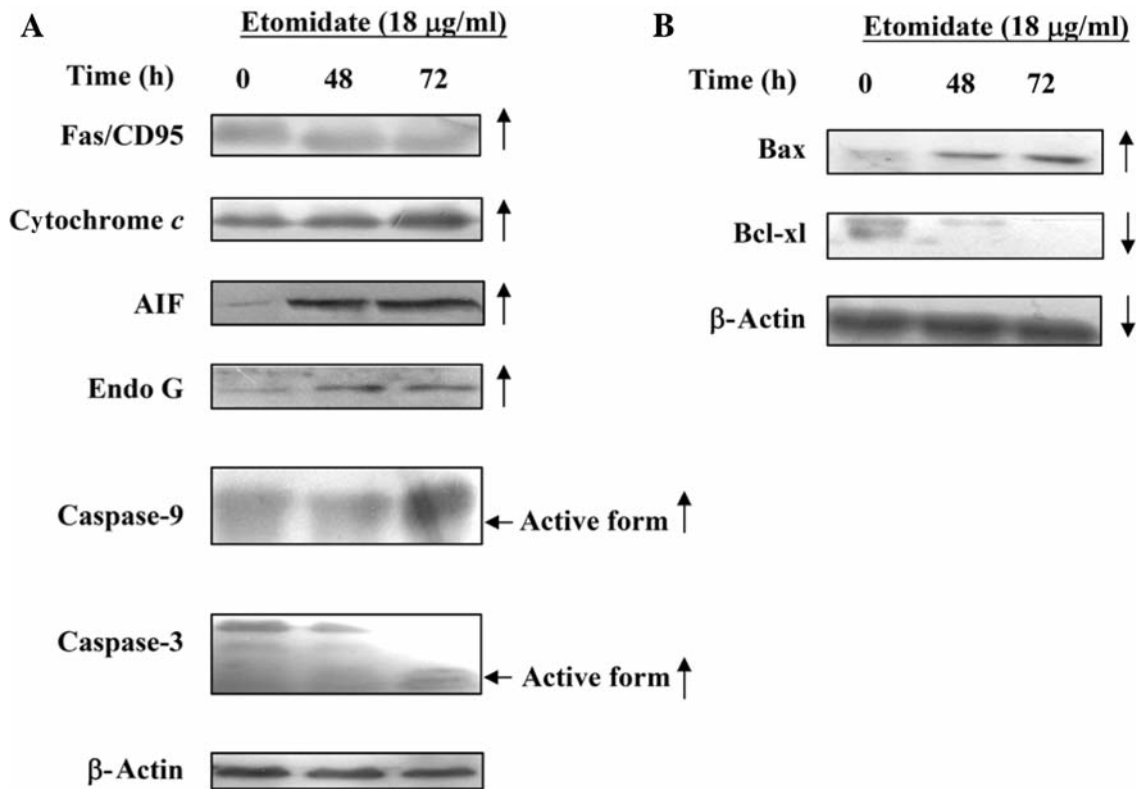 A
Etomidate (18 μg/ml)
Time (h) 0 48 72
Fas/CD95
Cytochrome c
AIF
Endo G
Caspase-9
Active form
Caspase-3
Active form
β-Actin
B
Etomidate (18 μg/ml)
Time (h) 0 48 72
Bax
Bcl-xl
β-Actin